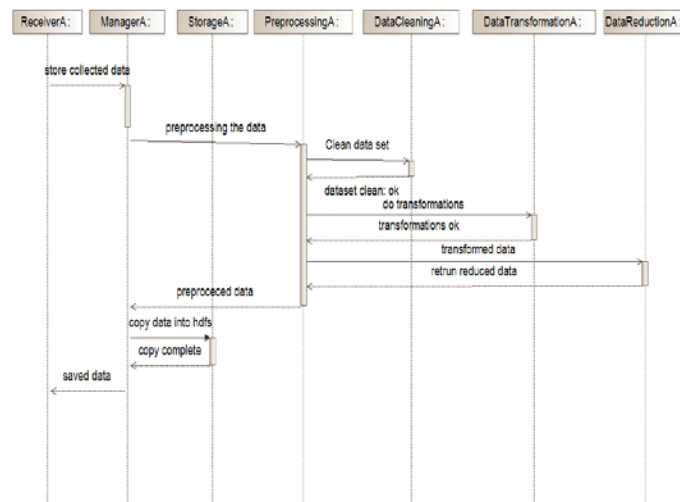 ReceiverA:
ManagerA:
StorageA:
PreprocessingA:
DataCleaningA:
DataTransformationA:
DataReductionA:
store collected data
preprocessing the data
Clean data set
dataset clean: ok
do transformations
transformations ok
transformed data
retrun reduced data
preproceced data
copy data into hdfs
copy complete
saved data